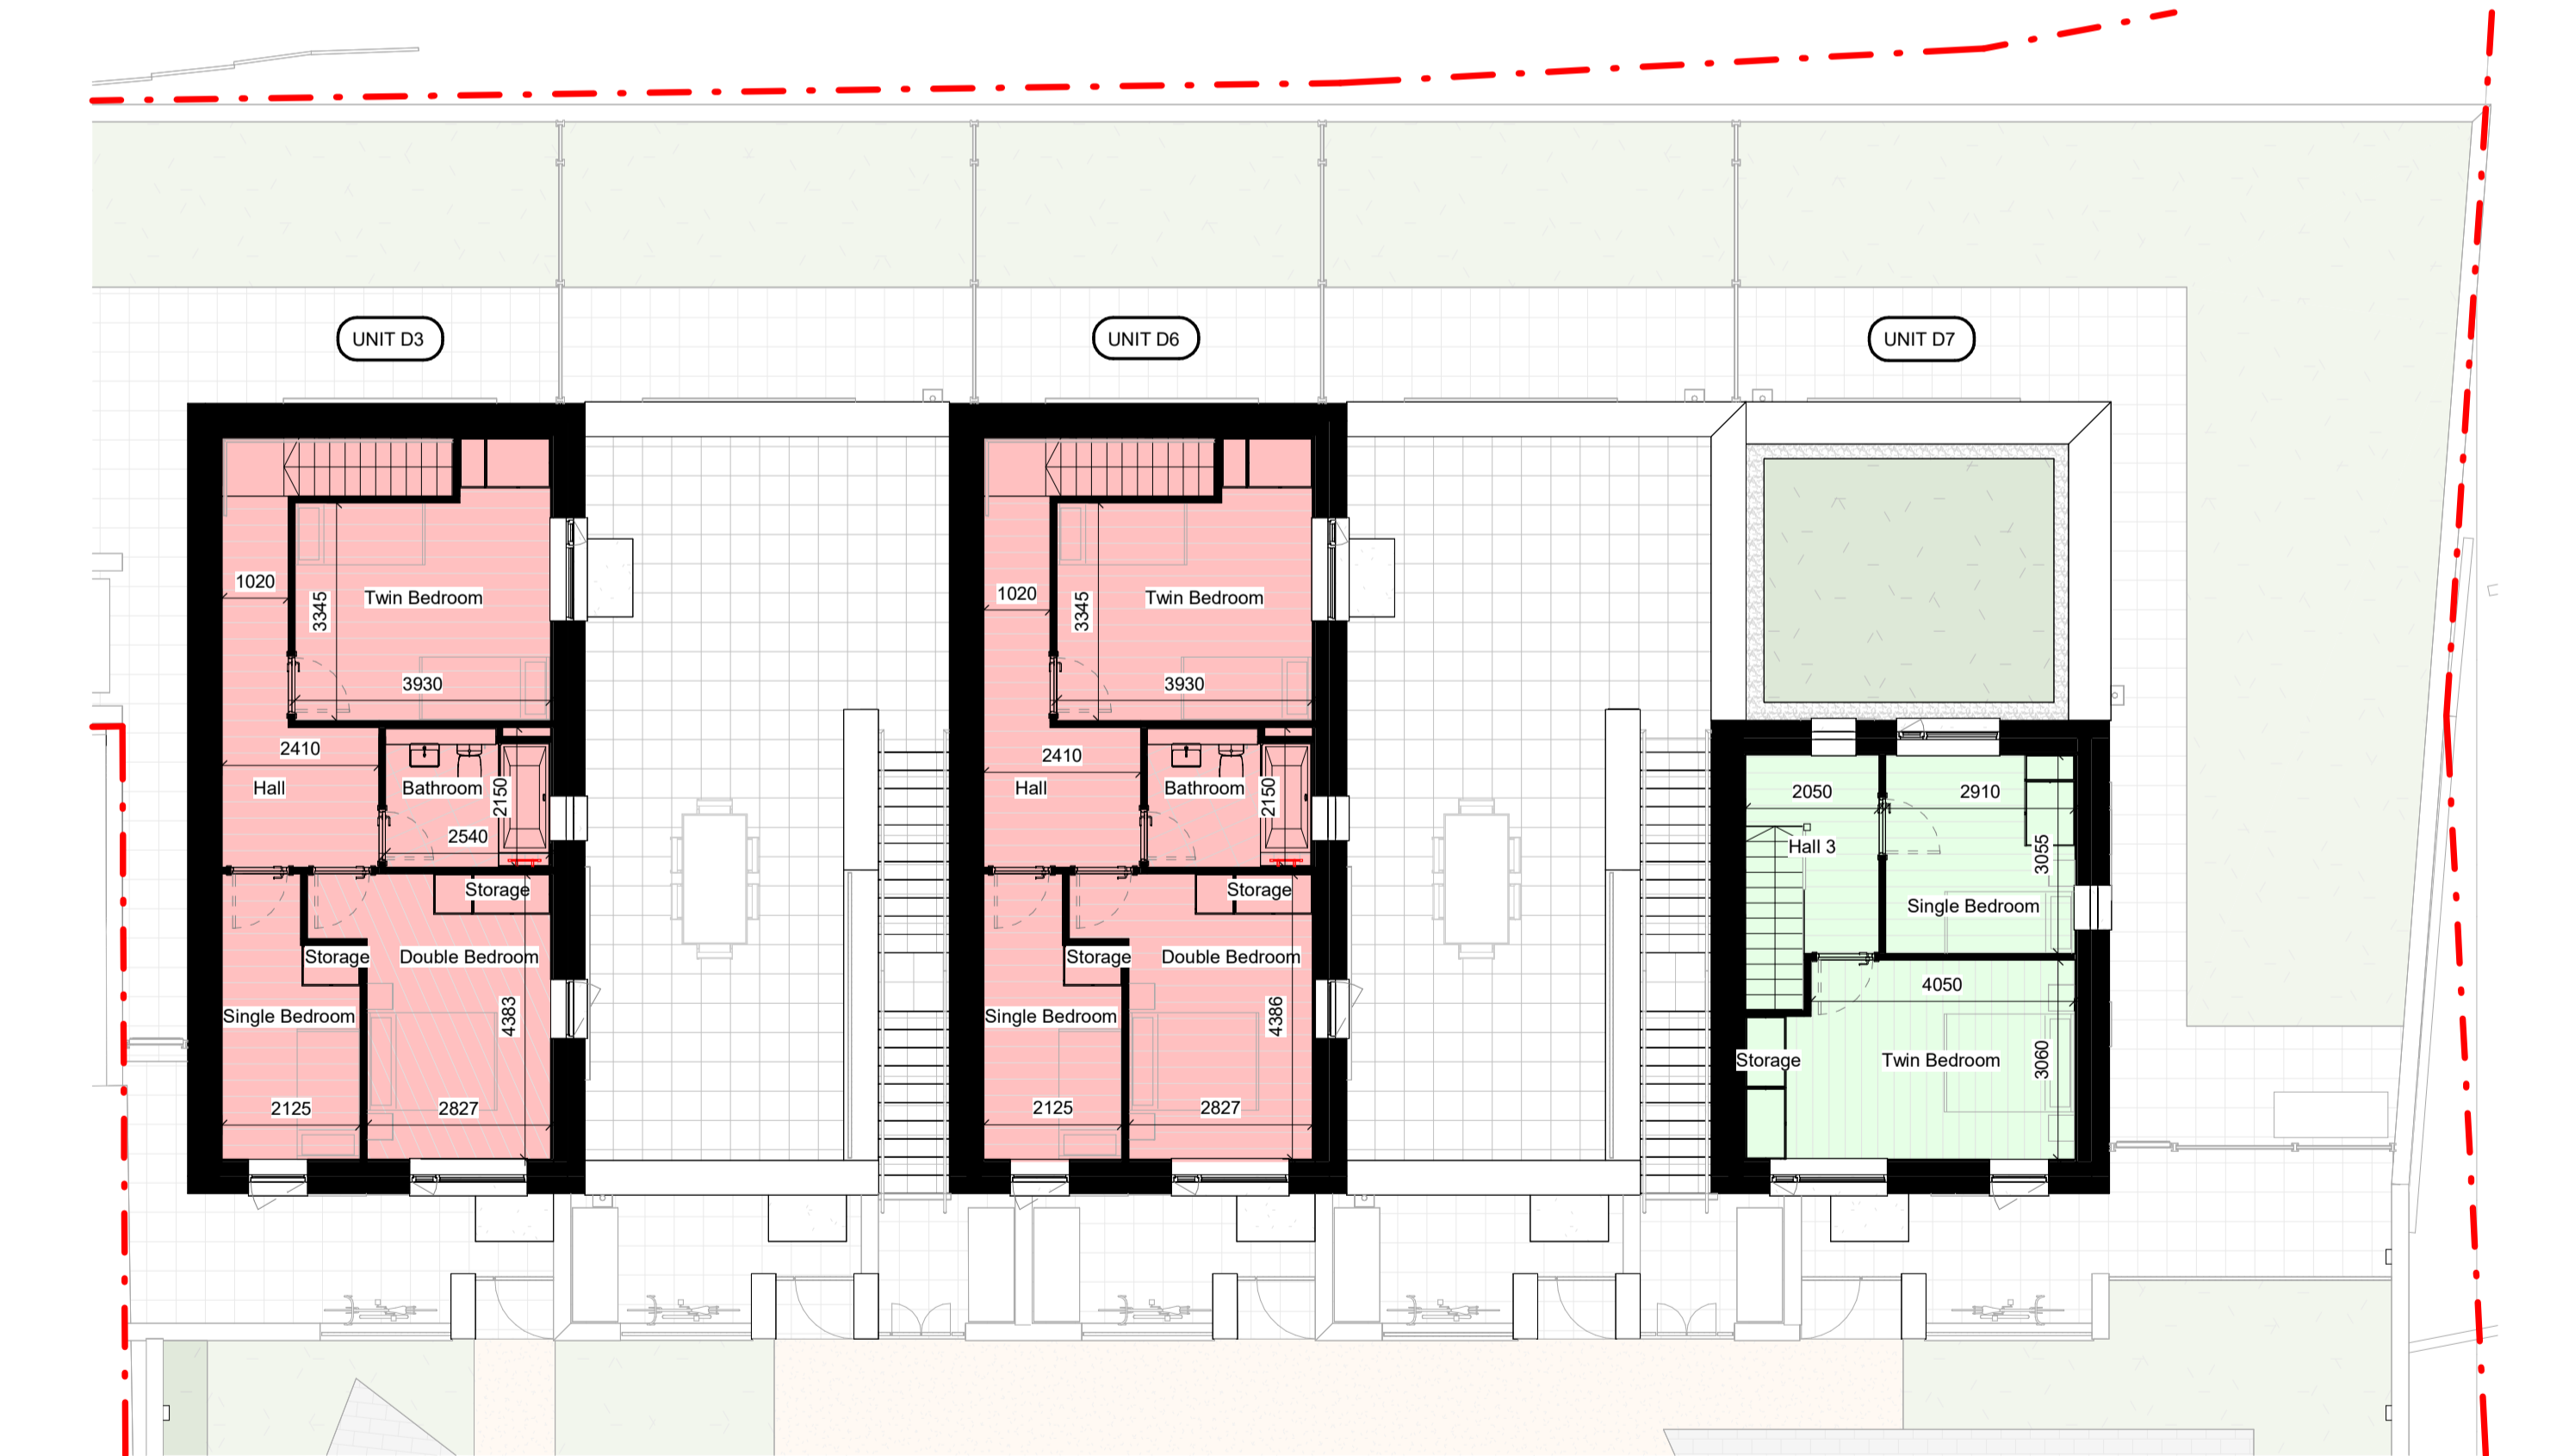 UNIT D3
UNIT D6
UNIT D7
1020
3345
Twin Bedroom
3930
2410
Hall
Bathroom
2150
2540
Storage
Storage
Double Bedroom
Single Bedroom
4383
2125
2827
1020
3345
Twin Bedroom
3930
2410
Hall
Bathroom
2150
Storage
Storage
Double Bedroom
Single Bedroom
4386
2125
2827
2050
2910
Hall 3
3055
Single Bedroom
4050
Storage
Twin Bedroom
3060